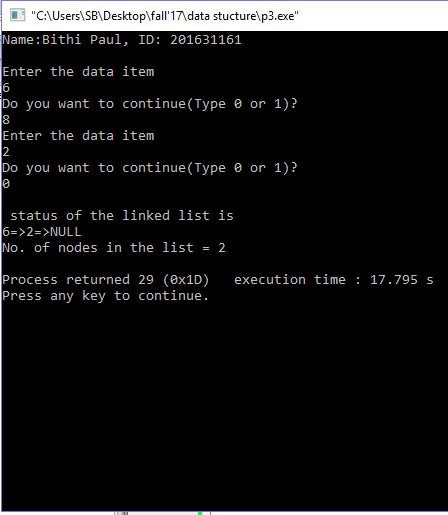 "C:\Users\SB\Desktop\fall'17\data stucture\p3.exe"
Name:Bithi Paul, ID: 201631161
Enter the data item
6
Do you want to continue(Type 0 or 1)?
8
Enter the data item
2
Do you want to continue(Type 0 or 1)?
0
status of the linked list is
6=>2=>NULL
No. of nodes in the list = 2
Process returned 29 (0x1D)   execution time : 17.795 s
Press any key to continue.